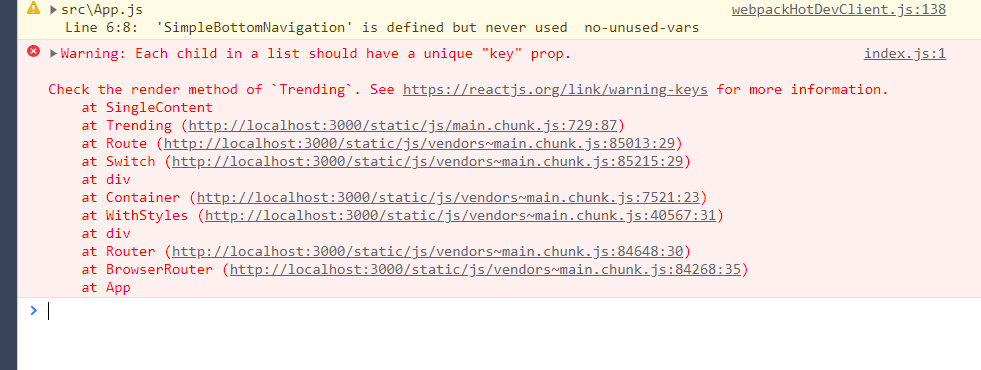 src\App.js webpackHotDevClient.js:138
Line 6:8: 'SimpleBottomNavigation' is defined but never used no-unused-vars
Warning: Each child in a list should have a unique "key" prop. index.js:1
Check the render method of `Trending`. See https://reactjs.org/link/warning-keys for more information.
at SingleContent
at Trending (http://localhost:3000/static/js/main.chunk.js:729:87)
at Route (http://localhost:3000/static/js/vendors~main.chunk.js:85013:29)
at Switch (http://localhost:3000/static/js/vendors~main.chunk.js:85215:29)
at div
at Container (http://localhost:3000/static/js/vendors~main.chunk.js:7521:23)
at WithStyles (http://localhost:3000/static/js/vendors~main.chunk.js:40567:31)
at div
at Router (http://localhost:3000/static/js/vendors~main.chunk.js:84648:30)
at BrowserRouter (http://localhost:3000/static/js/vendors~main.chunk.js:84268:35)
at App